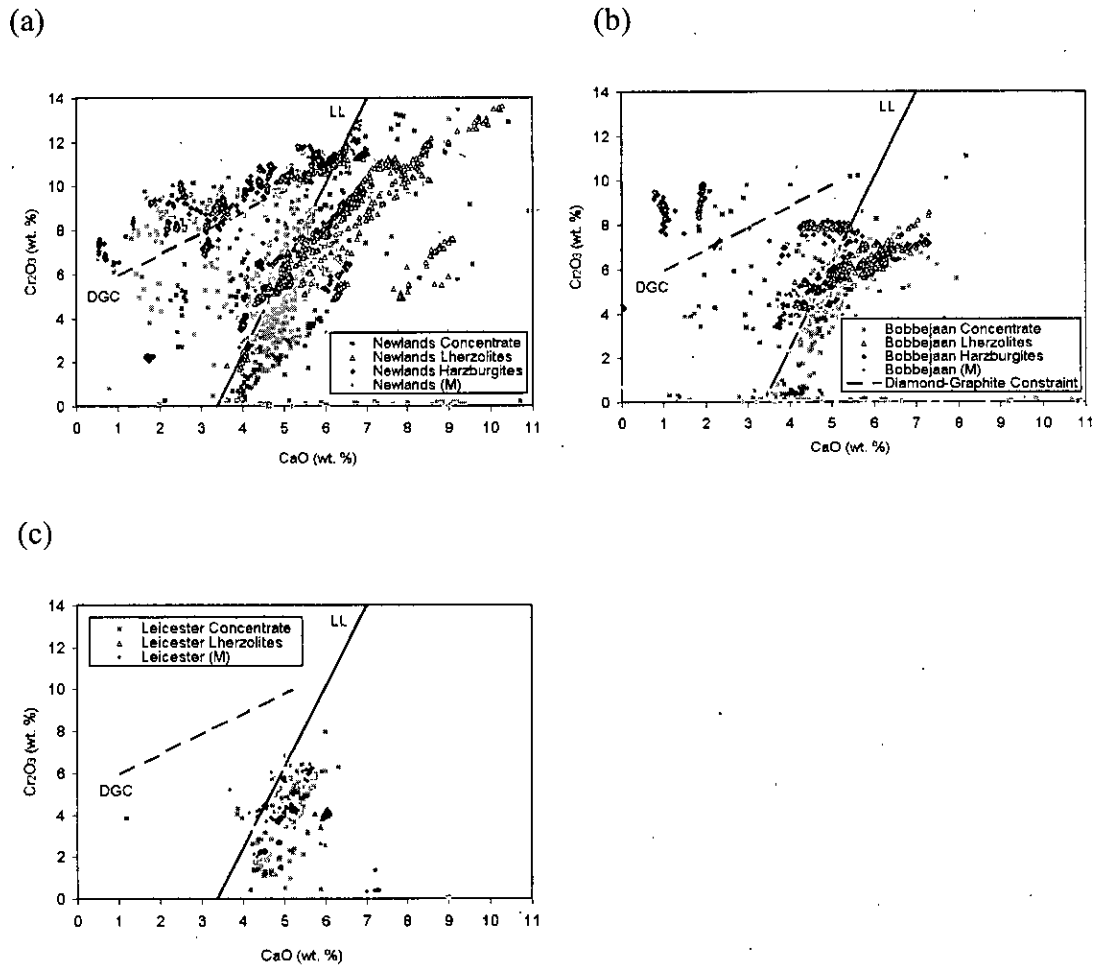 (a)
Cr₂O₃ (wt. %)
14
12
10
8
6
4
2
0
LL
DGC
Newlands Concentrate
Newlands Lherzolites
Newlands Harzburgites
Newlands (M)
0 1 2 3 4 5 6 7 8 9 10 11
CaO (wt. %)
(b)
Cr₂O₃ (wt. %)
14
12
10
8
6
4
2
0
LL
DGC
Bobbejaan Concentrate
Bobbejaan Lherzolites
Bobbejaan Harzburgites
Bobbejaan (M)
Diamond-Graphite Constraint
0 1 2 3 4 5 6 7 8 9 10 11
CaO (wt. %)
(c)
Cr₂O₃ (wt. %)
14
12
10
8
6
4
2
0
Leicester Concentrate
Leicester Lherzolites
Leicester (M)
LL
DGC
0 1 2 3 4 5 6 7 8 9 10 11
CaO (wt. %)